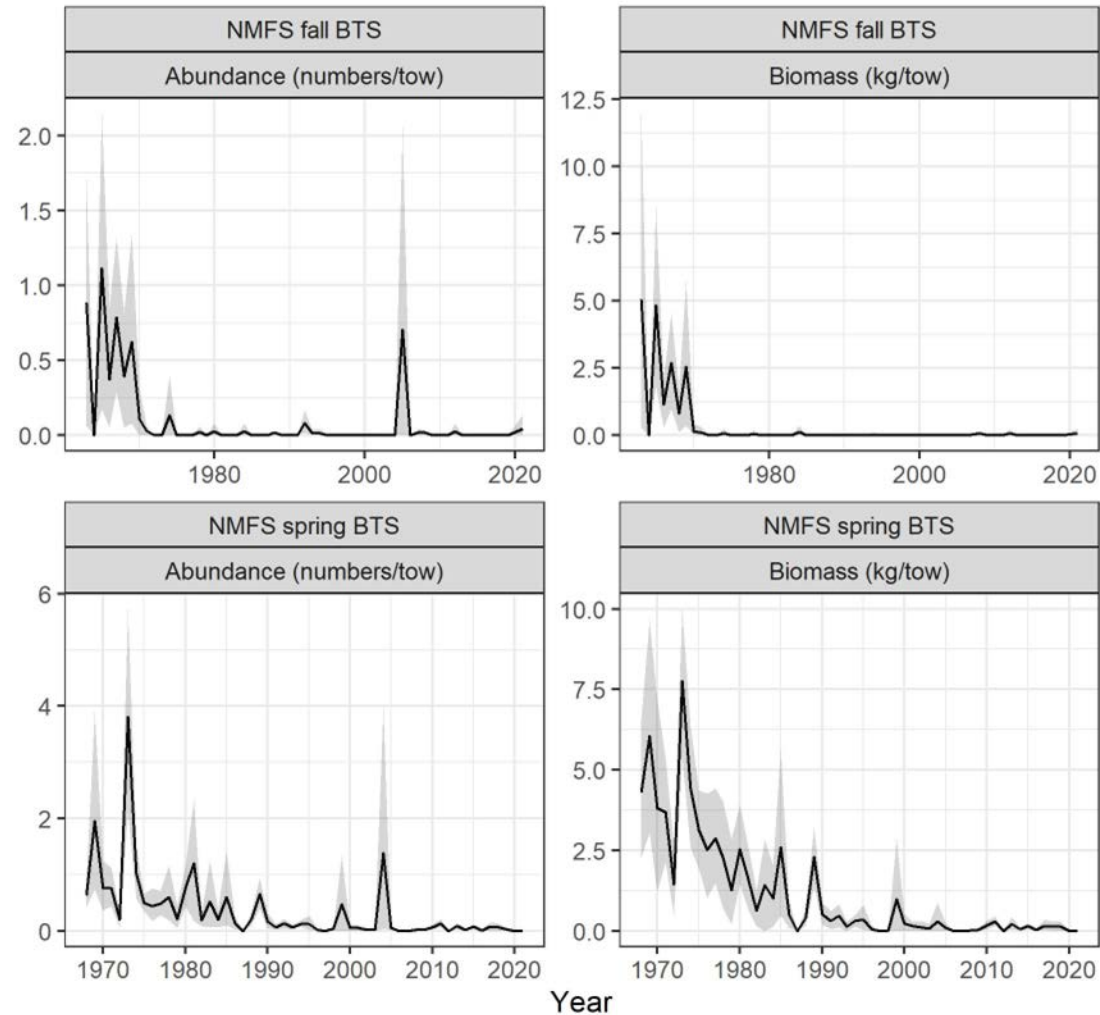 NMFS fall BTS
Abundance (numbers/tow)
2.0
1.5
1.0
0.5
0.0
1980 2000 2020
NMFS fall BTS
Biomass (kg/tow)
12.5
10.0
7.5
5.0
2.5
0.0
1980 2000 2020
NMFS spring BTS
Abundance (numbers/tow)
6
4
2
0
1970 1980 1990 2000 2010 2020
NMFS spring BTS
Biomass (kg/tow)
10.0
7.5
5.0
2.5
0.0
1970 1980 1990 2000 2010 2020
Year